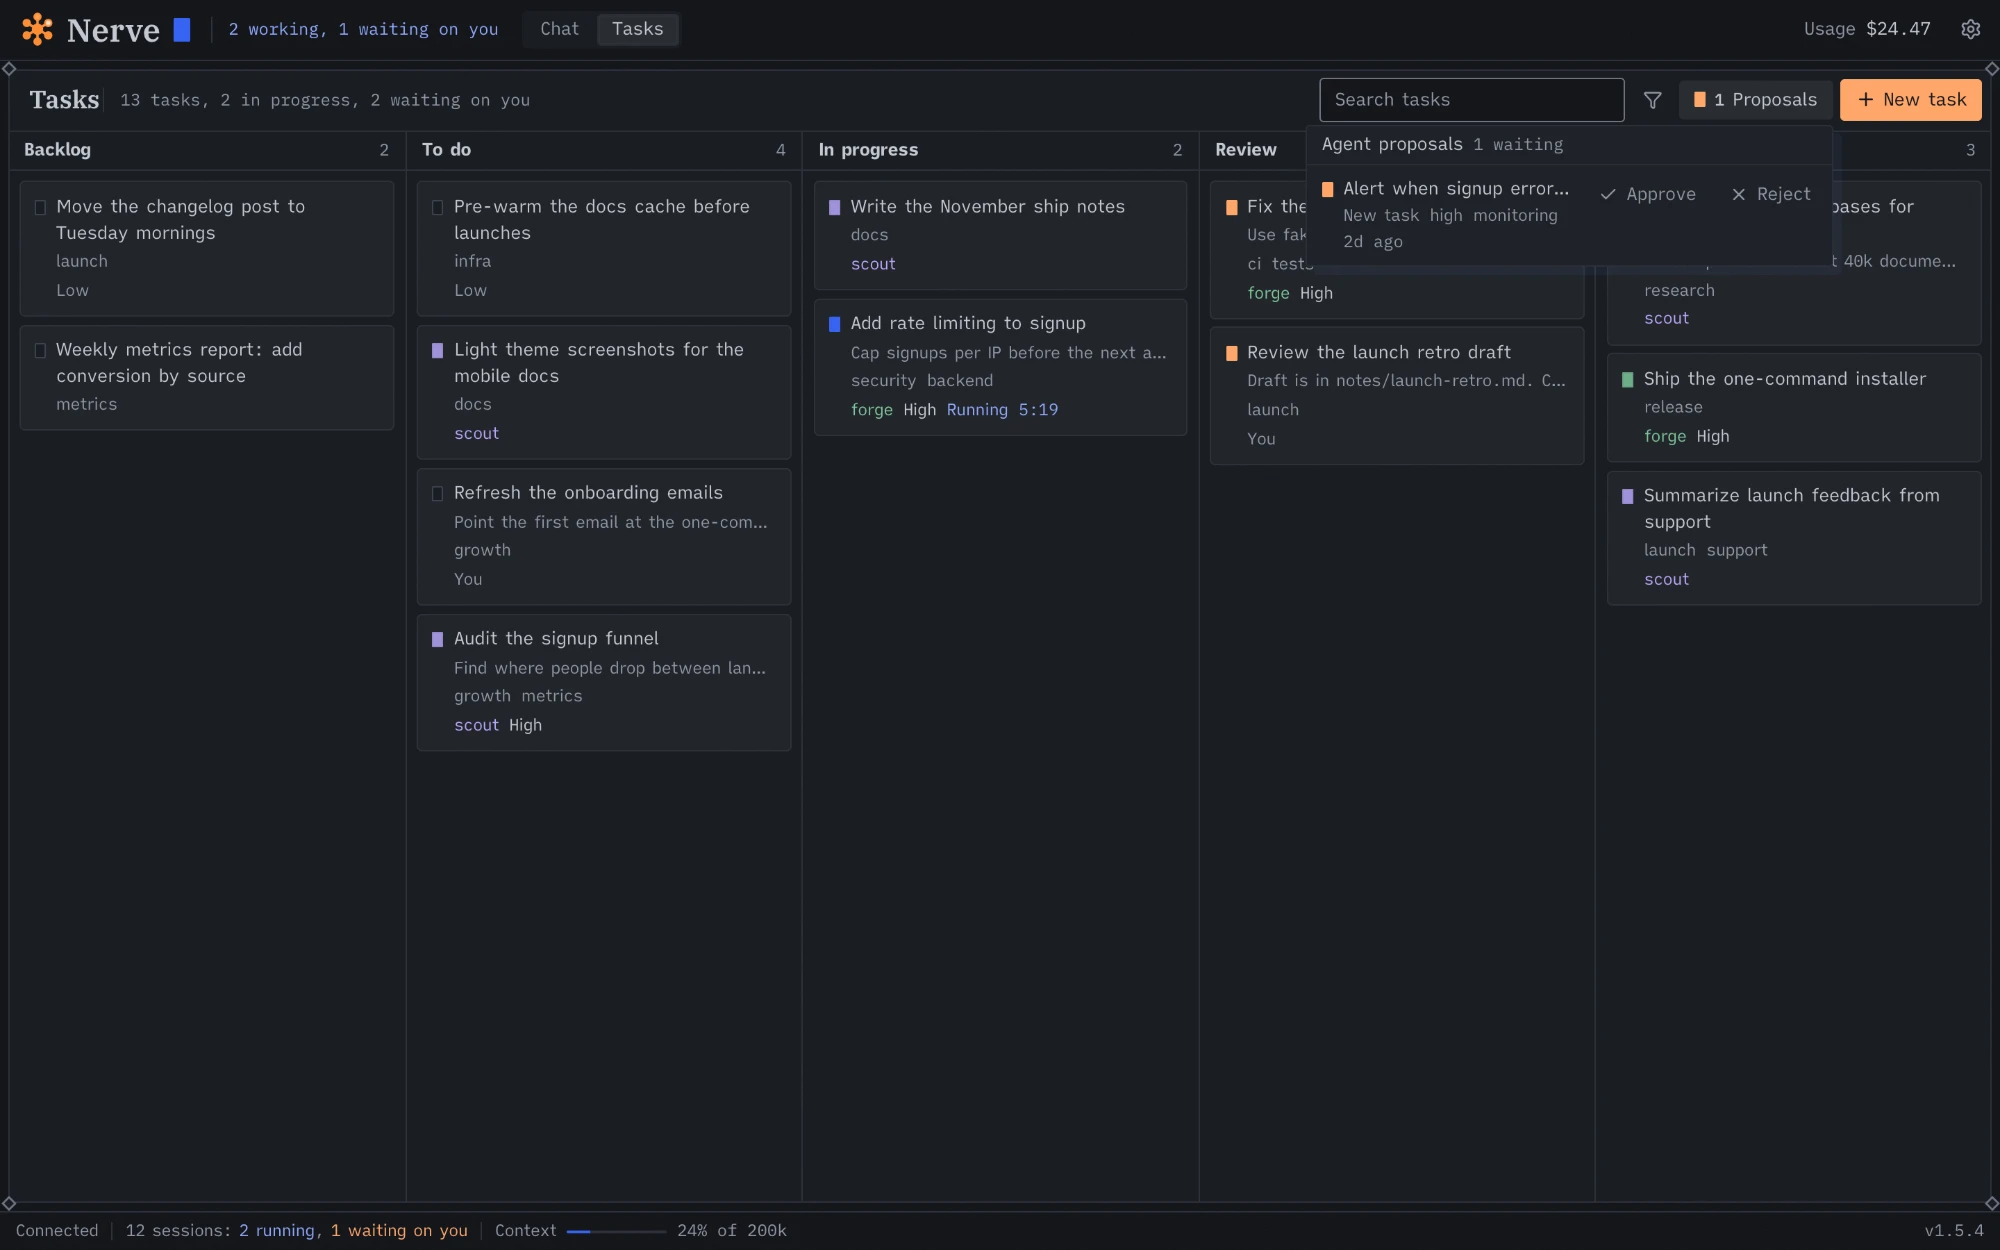 Nerve
2 working, 1 waiting on you
Chat
Tasks
Usage $24.47
Tasks
13 tasks, 2 in progress, 2 waiting on you
Search tasks
1 Proposals
+ New task
Agent proposals 1 waiting
Alert when signup error...
New task high monitoring
2d ago
Approve
Reject
Backlog 2
Move the changelog post to
Tuesday mornings
launch
Low
Weekly metrics report: add
conversion by source
metrics
To do 4
Pre-warm the docs cache before
launches
infra
Low
Light theme screenshots for the
mobile docs
docs
scout
Refresh the onboarding emails
Point the first email at the one-com...
growth
You
Audit the signup funnel
Find where people drop between lan...
growth metrics
scout High
In progress 2
Write the November ship notes
docs
scout
Add rate limiting to signup
Cap signups per IP before the next a...
security backend
forge High Running 5:19
Review
Fix the
Use fak
ci tests
forge High
Review the launch retro draft
Draft is in notes/launch-retro.md. C...
launch
You
3
bases for
40k docume...
research
scout
Ship the one-command installer
release
forge High
Summarize launch feedback from
support
launch support
scout
Connected
12 sessions: 2 running, 1 waiting on you
Context 24% of 200k
v1.5.4